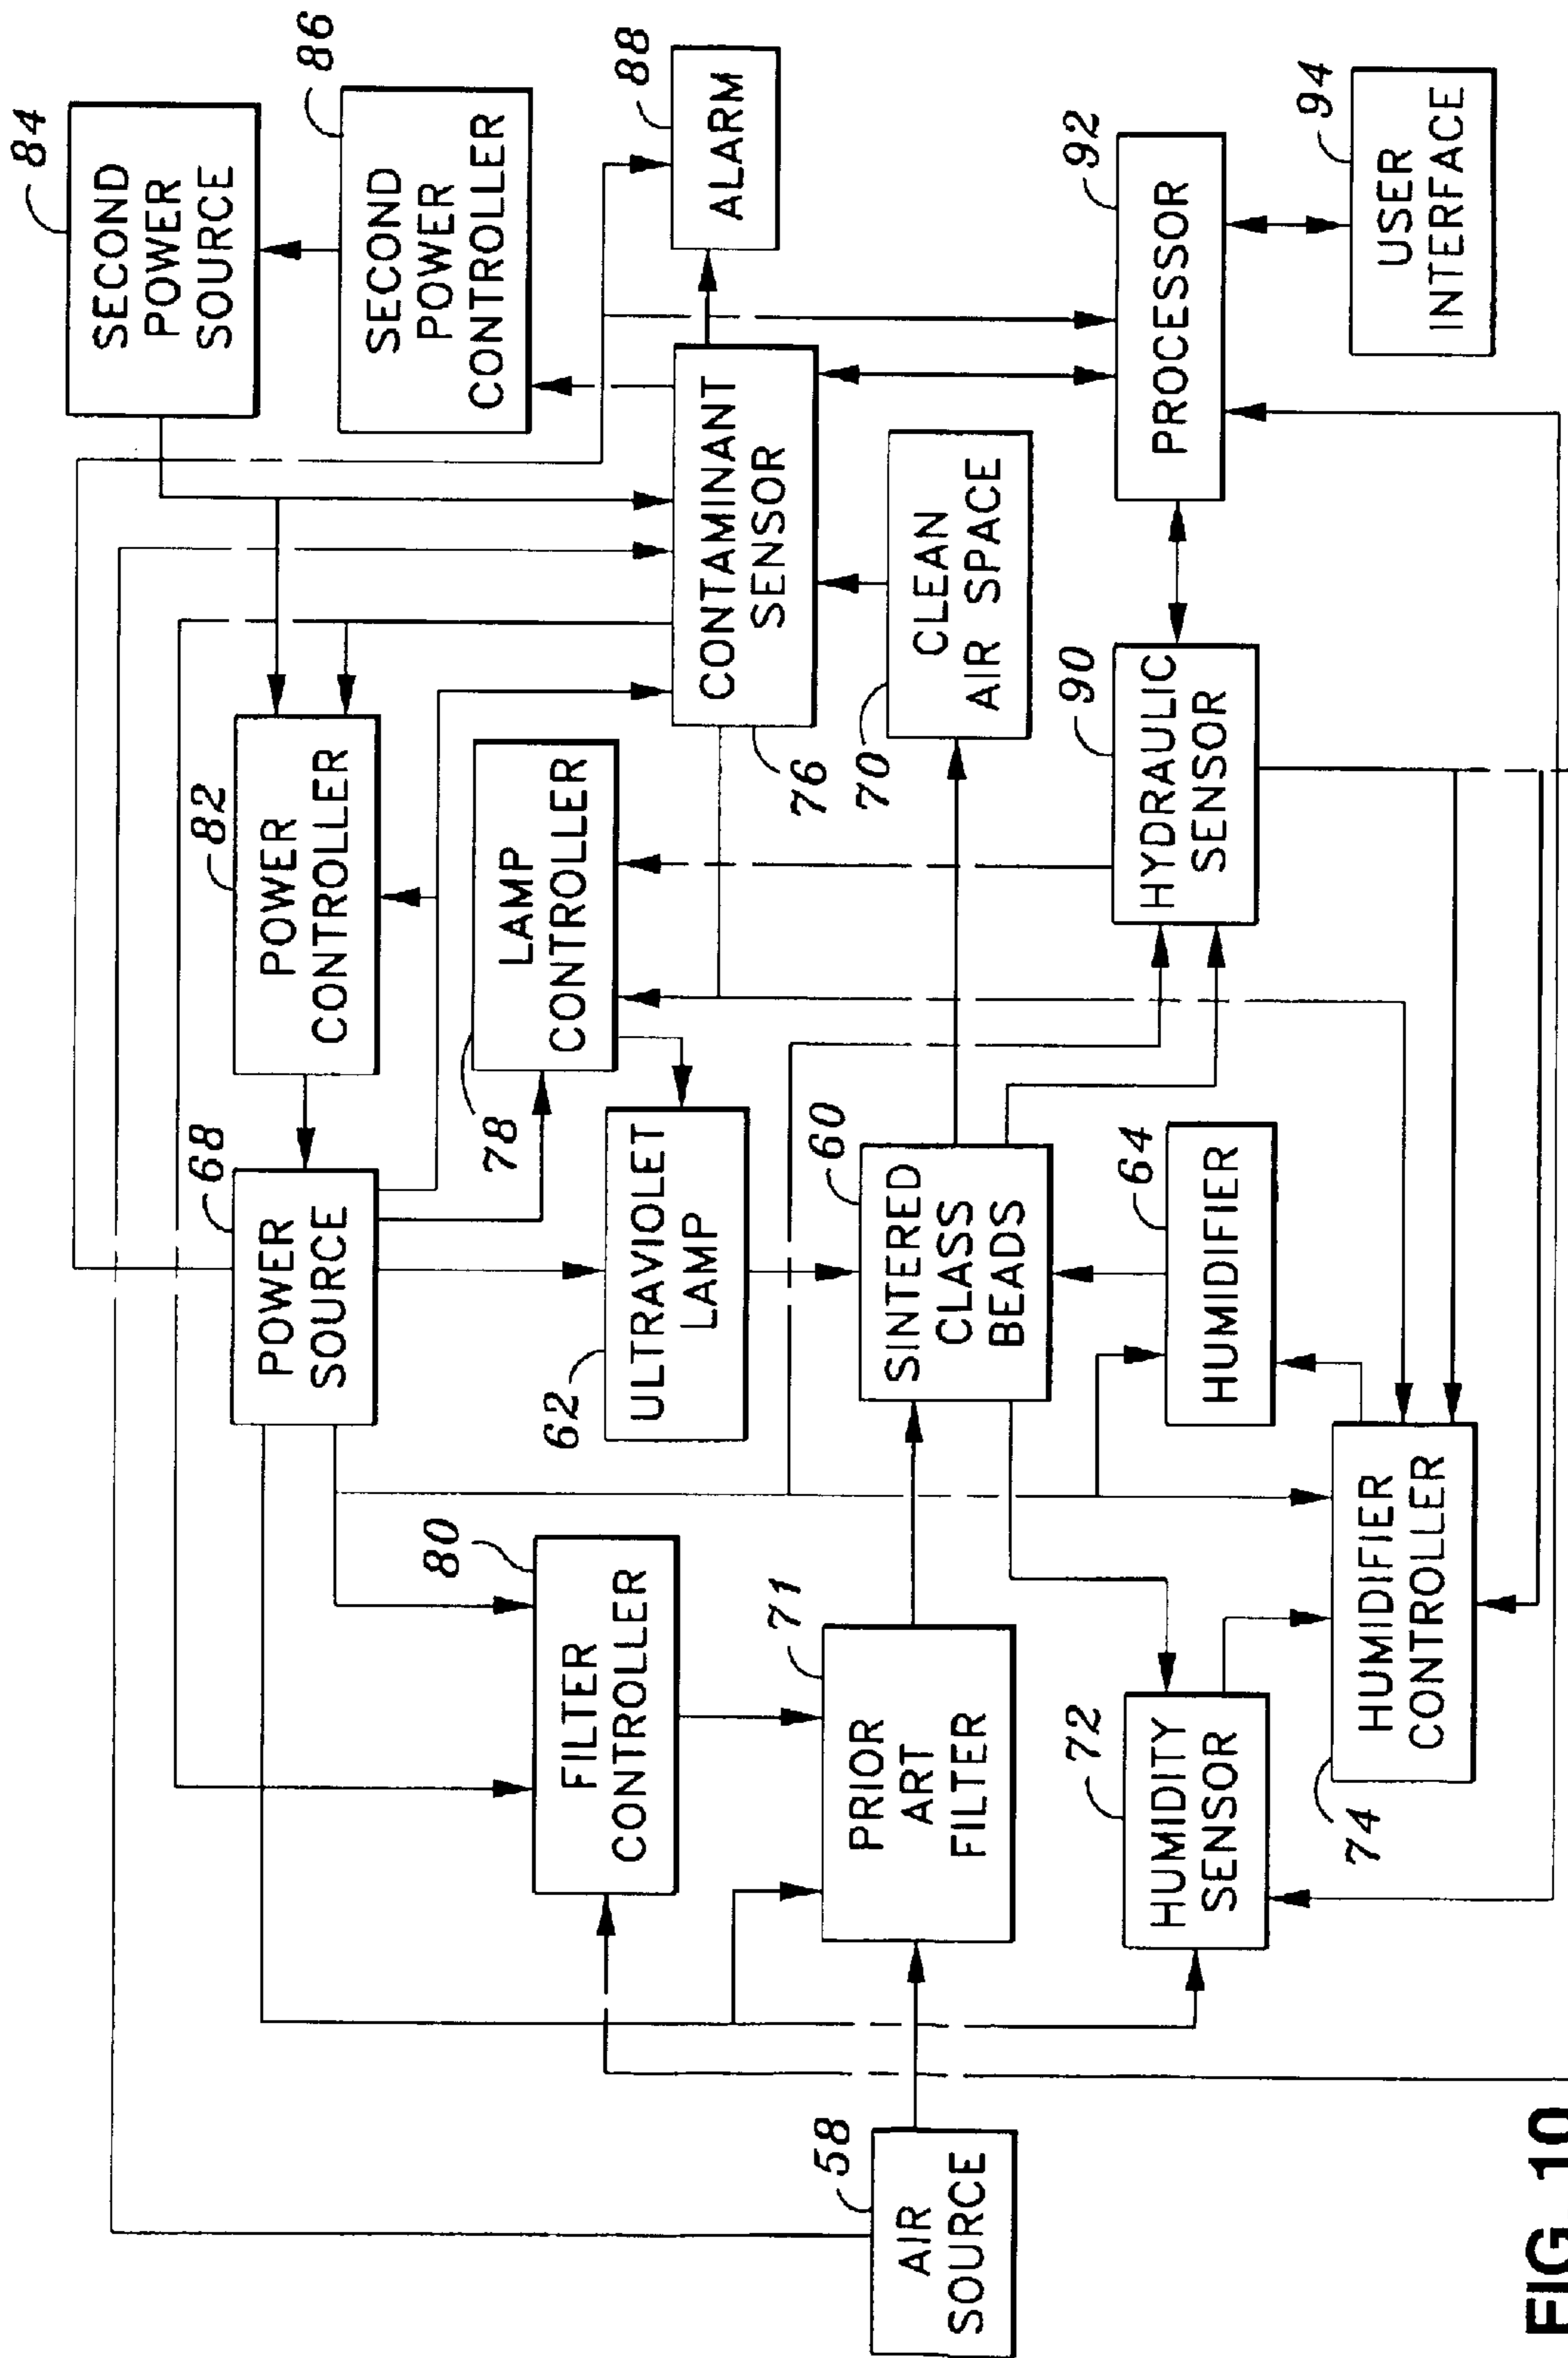 84
SECOND
POWER
SOURCE
86
SECOND
POWER
CONTROLLER
88
ALARM
82
POWER
CONTROLLER
68
POWER
SOURCE
78
LAMP
CONTROLLER
76
CONTAMINANT
SENSOR
92
PROCESSOR
94
USER
INTERFACE
62
ULTRAVIOLET
LAMP
70
CLEAN
AIR SPACE
90
HYDRAULIC
SENSOR
80
FILTER
CONTROLLER
60
SINTERED
CLASS
BEADS
64
HUMIDIFIER
71
PRIOR
ART
FILTER
72
HUMIDITY
SENSOR
74
HUMIDIFIER
CONTROLLER
58
AIR
SOURCE
FIG. 10